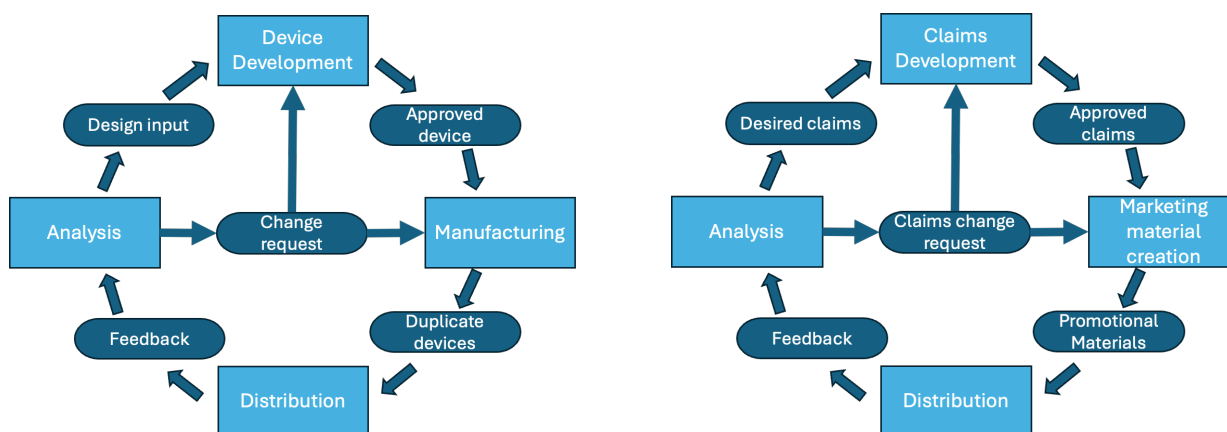 Device
Development
Design input
Approved
device
Analysis
Change
request
Manufacturing
Feedback
Duplicate
devices
Distribution
Claims
Development
Desired claims
Approved
claims
Analysis
Claims change
request
Marketing
material
creation
Feedback
Promotional
Materials
Distribution